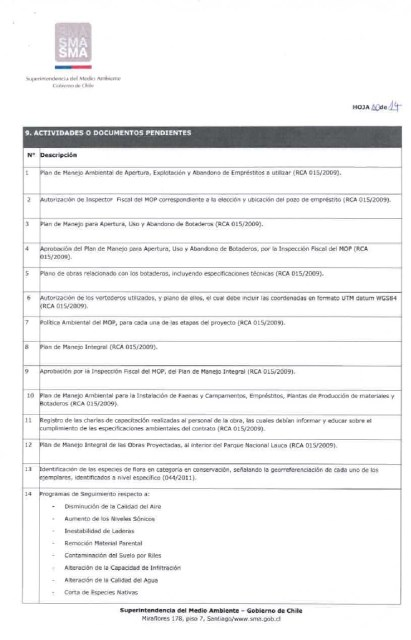 SMA
SMA
SMA
Superintendencia del Medio Ambiente
Gobierno de Chile
HOJA de 14
9. ACTIVIDADES O DOCUMENTOS PENDIENTES
N° Descripción
1 Plan de Manejo Ambiental de Apertura, Explotación y Abandono de Empréstitos a utilizar (RCA 015/2009).
2 Autorización de Inspector Fiscal del MOP correspondiente a la elección y ubicación del pozo de empréstito (RCA 015/2009).
3 Plan de Manejo para Apertura, Uso y Abandono de Botaderos (RCA 015/2009).
4 Aprobación del Plan de Manejo para Apertura, Uso y Abandono de Botaderos, por la Inspección Fiscal del MOP (RCA
015/2009).
5 Plano de obras relacionado con los botaderos, incluyendo especificaciones técnicas (RCA 015/2009).
6 Autorización de los vertederos utilizados, y plano de ellos, el cual debe incluir las coordenadas en formato UTM datum WGS84
(RCA 015/2009).
7 Política Ambiental del MOP, para cada una de las etapas del proyecto (RCA 015/2009).
8 Plan de Manejo Integral (RCA 015/2009).
9 Aprobación por la Inspección Fiscal del MOP, del Plan de Manejo Integral (RCA 015/2009).
10 Plan de Manejo Ambiental para la Instalación de Faenas y Campamentos, Empréstitos, Plantas de Producción de materiales y
Botaderos (RCA 015/2009).
11 Registro de las charlas de capacitación realizadas al personal de la obra, las cuales debían informar y educar sobre el
cumplimiento de las especificaciones ambientales del contrato (RCA 015/2009).
12 Plan de Manejo Integral de las Obras Proyectadas, al interior del Parque Nacional Lauca (RCA 015/2009).
13 Identificación de las especies de flora en categoría en conservación, señalando la georreferenciación de cada uno de los
ejemplares, identificados a nivel específico (044/2011).
14 Programas de Seguimiento respecto a:
- Disminución de la Calidad del Aire
- Aumento de los Niveles Sónicos
- Inestabilidad de Laderas
- Remoción Material Parental
- Contaminación del Suelo por Riles
- Alteración de la Capacidad de Infiltración
- Alteración de la Calidad del Agua
- Corta de Especies Nativas
Superintendencia del Medio Ambiente – Gobierno de Chile
Miraflores 178, piso 7, Santiago/www.sma.gob.cl